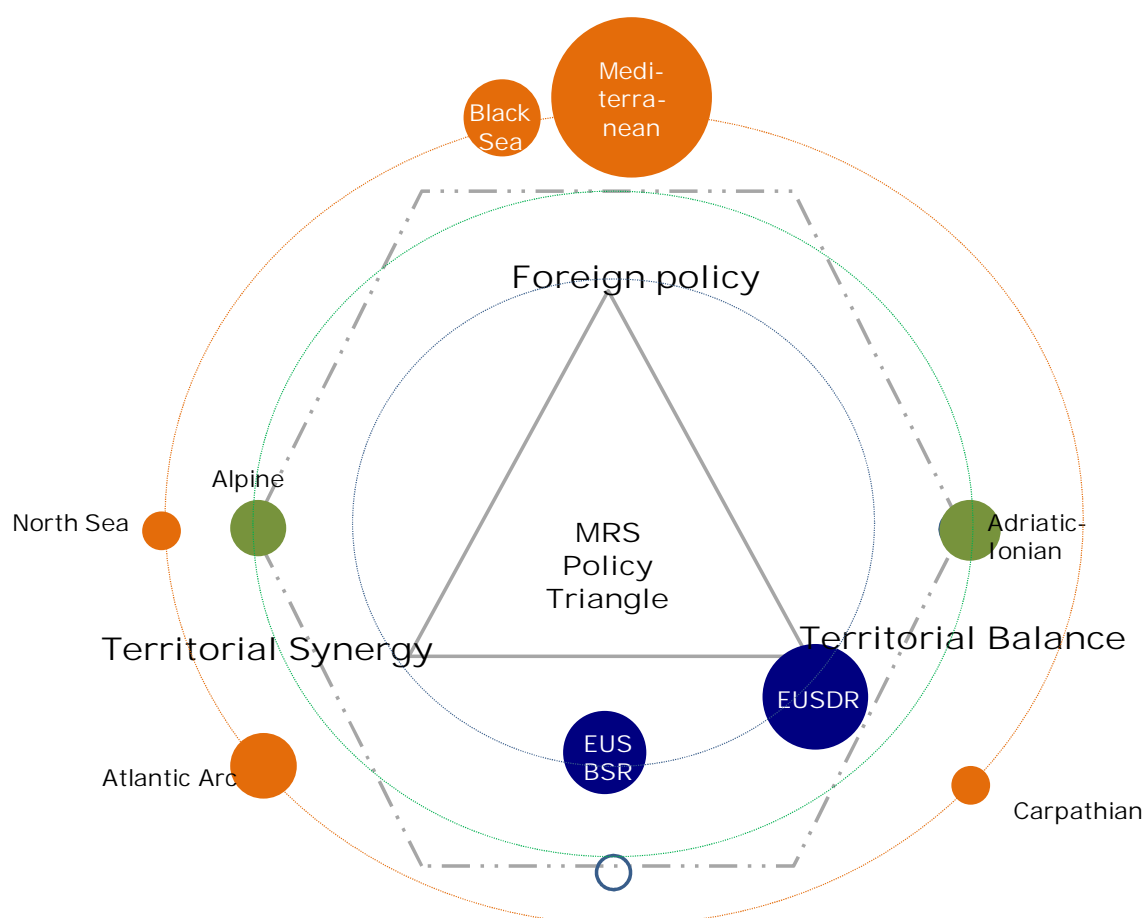 Medi-
terra-
nean
Black
Sea
Foreign policy
Alpine
North Sea
Adriatic-
Ionian
MRS
Policy
Triangle
Territorial Synergy
Territorial Balance
EUSDR
EUS
BSR
Atlantic Arc
Carpathian